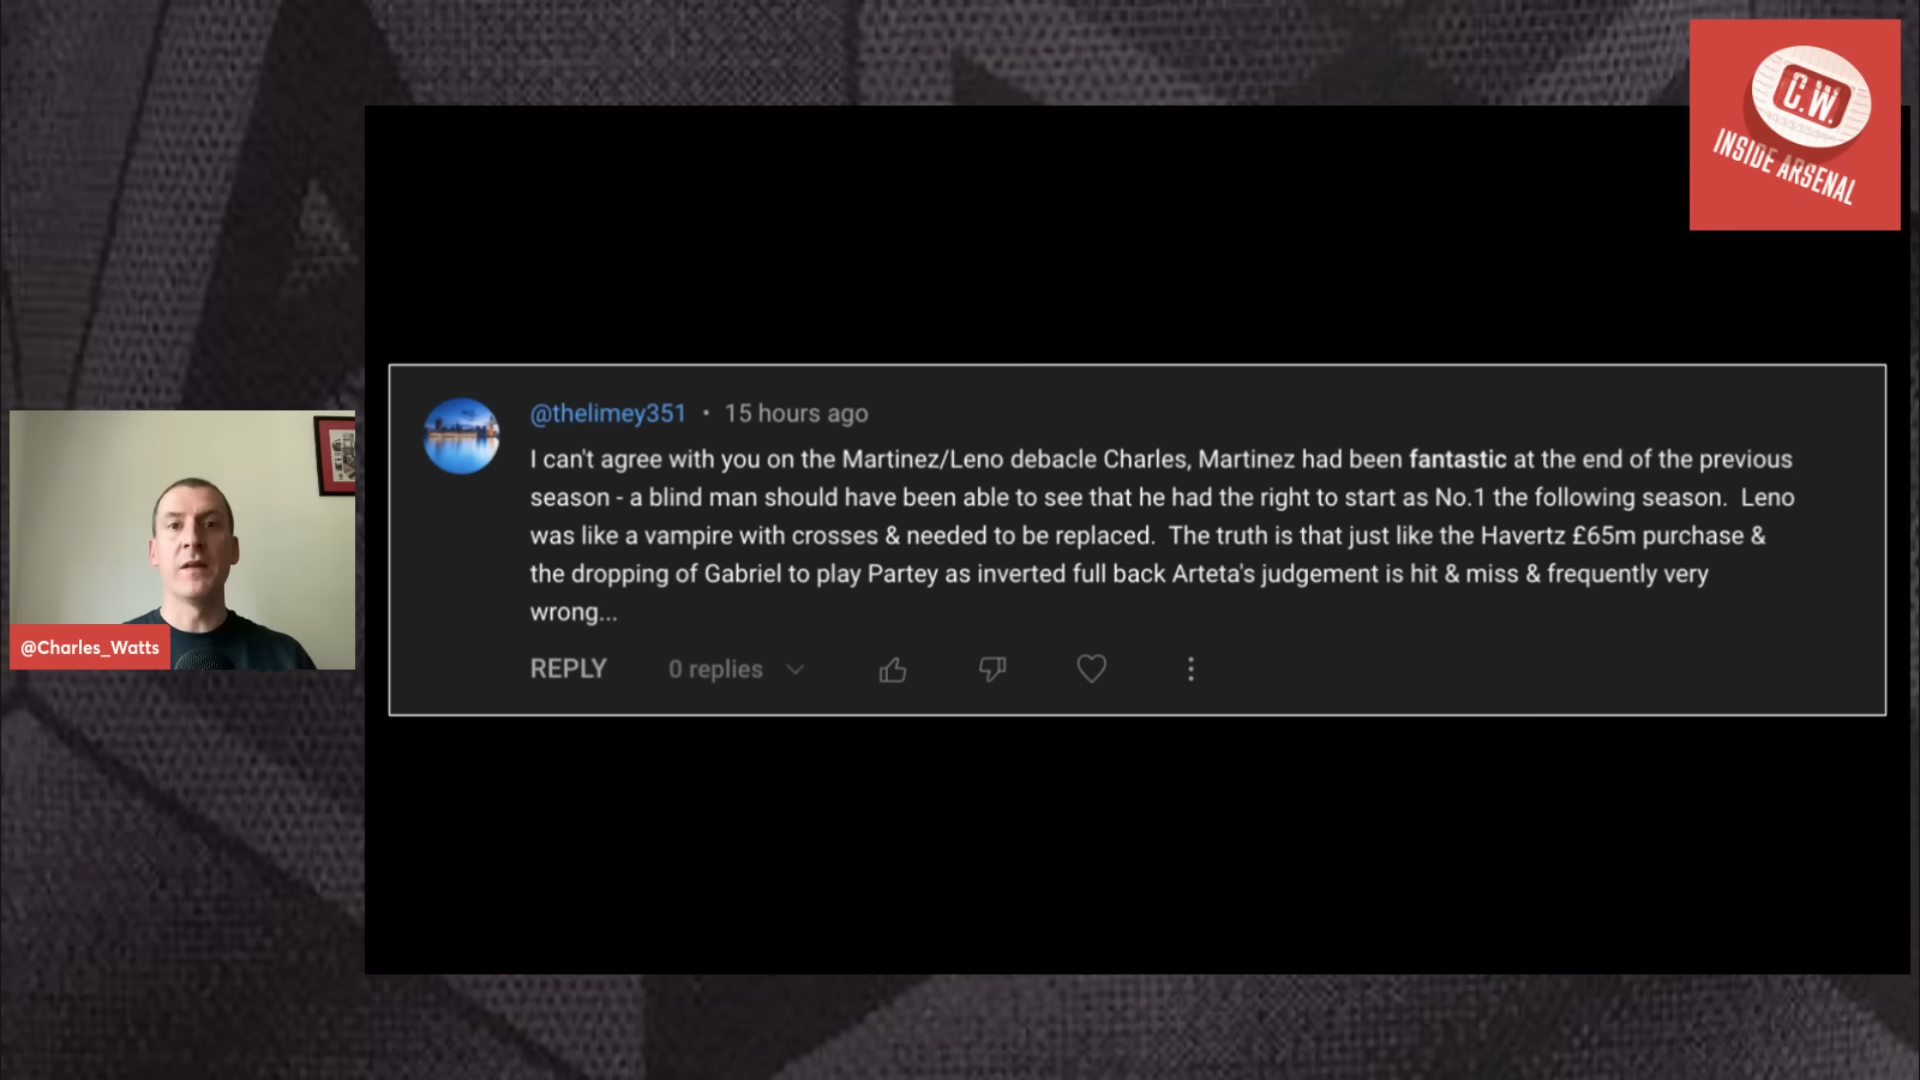 C.W.
INSIDE ARSENAL
@thelimey351 • 15 hours ago
I can't agree with you on the Martinez/Leno debacle Charles, Martinez had been fantastic at the end of the previous
season - a blind man should have been able to see that he had the right to start as No.1 the following season.  Leno
was like a vampire with crosses & needed to be replaced.  The truth is that just like the Havertz £65m purchase &
the dropping of Gabriel to play Partey as inverted full back Arteta's judgement is hit & miss & frequently very
wrong...
REPLY 0 replies
@Charles_Watts